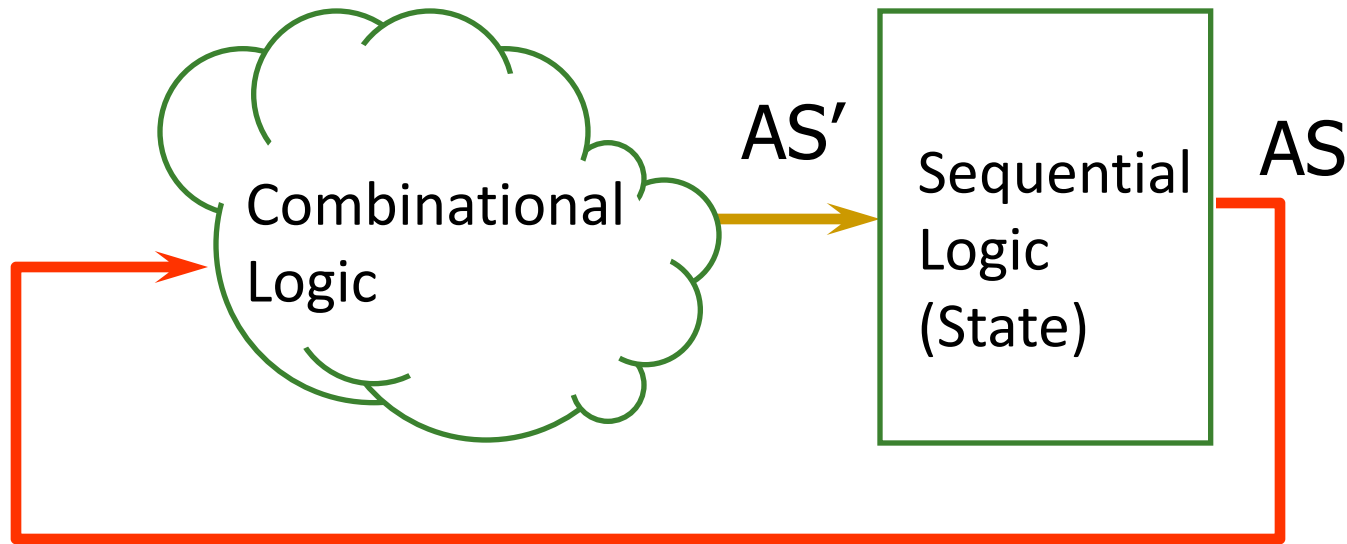 Combinational
Logic
AS′
Sequential
Logic
(State)
AS